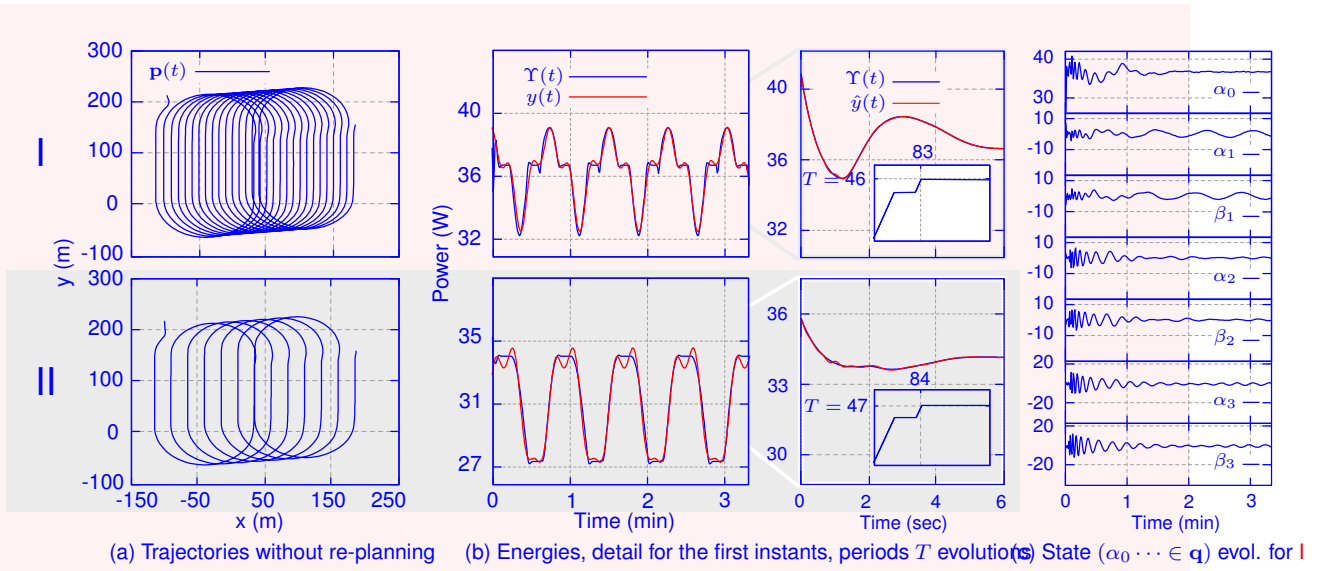 I
y (m)
300
200
100
0
-100
p(t)
II
300
200
100
0
-100
-150 -50 50 150 250
x (m)
(a) Trajectories without re-planning
Power (W)
40
36
32
Υ(t)
y(t)
39
35
31
27
0 1 2 3
Time (min)
40
36
32
Υ(t)
ŷ(t)
83
T = 46
36
33
30
84
T = 47
0 2 4 6
Time (sec)
(b) Energies, detail for the first instants, periods T evolutions
40
30
α0
10
-10
α1
10
-10
β1
10
-10
α2
10
-10
β2
20
-20
α3
20
-20
β3
0 1 2 3
Time (min)
(c) State (α0 ⋯ ∈ q) evol. for I